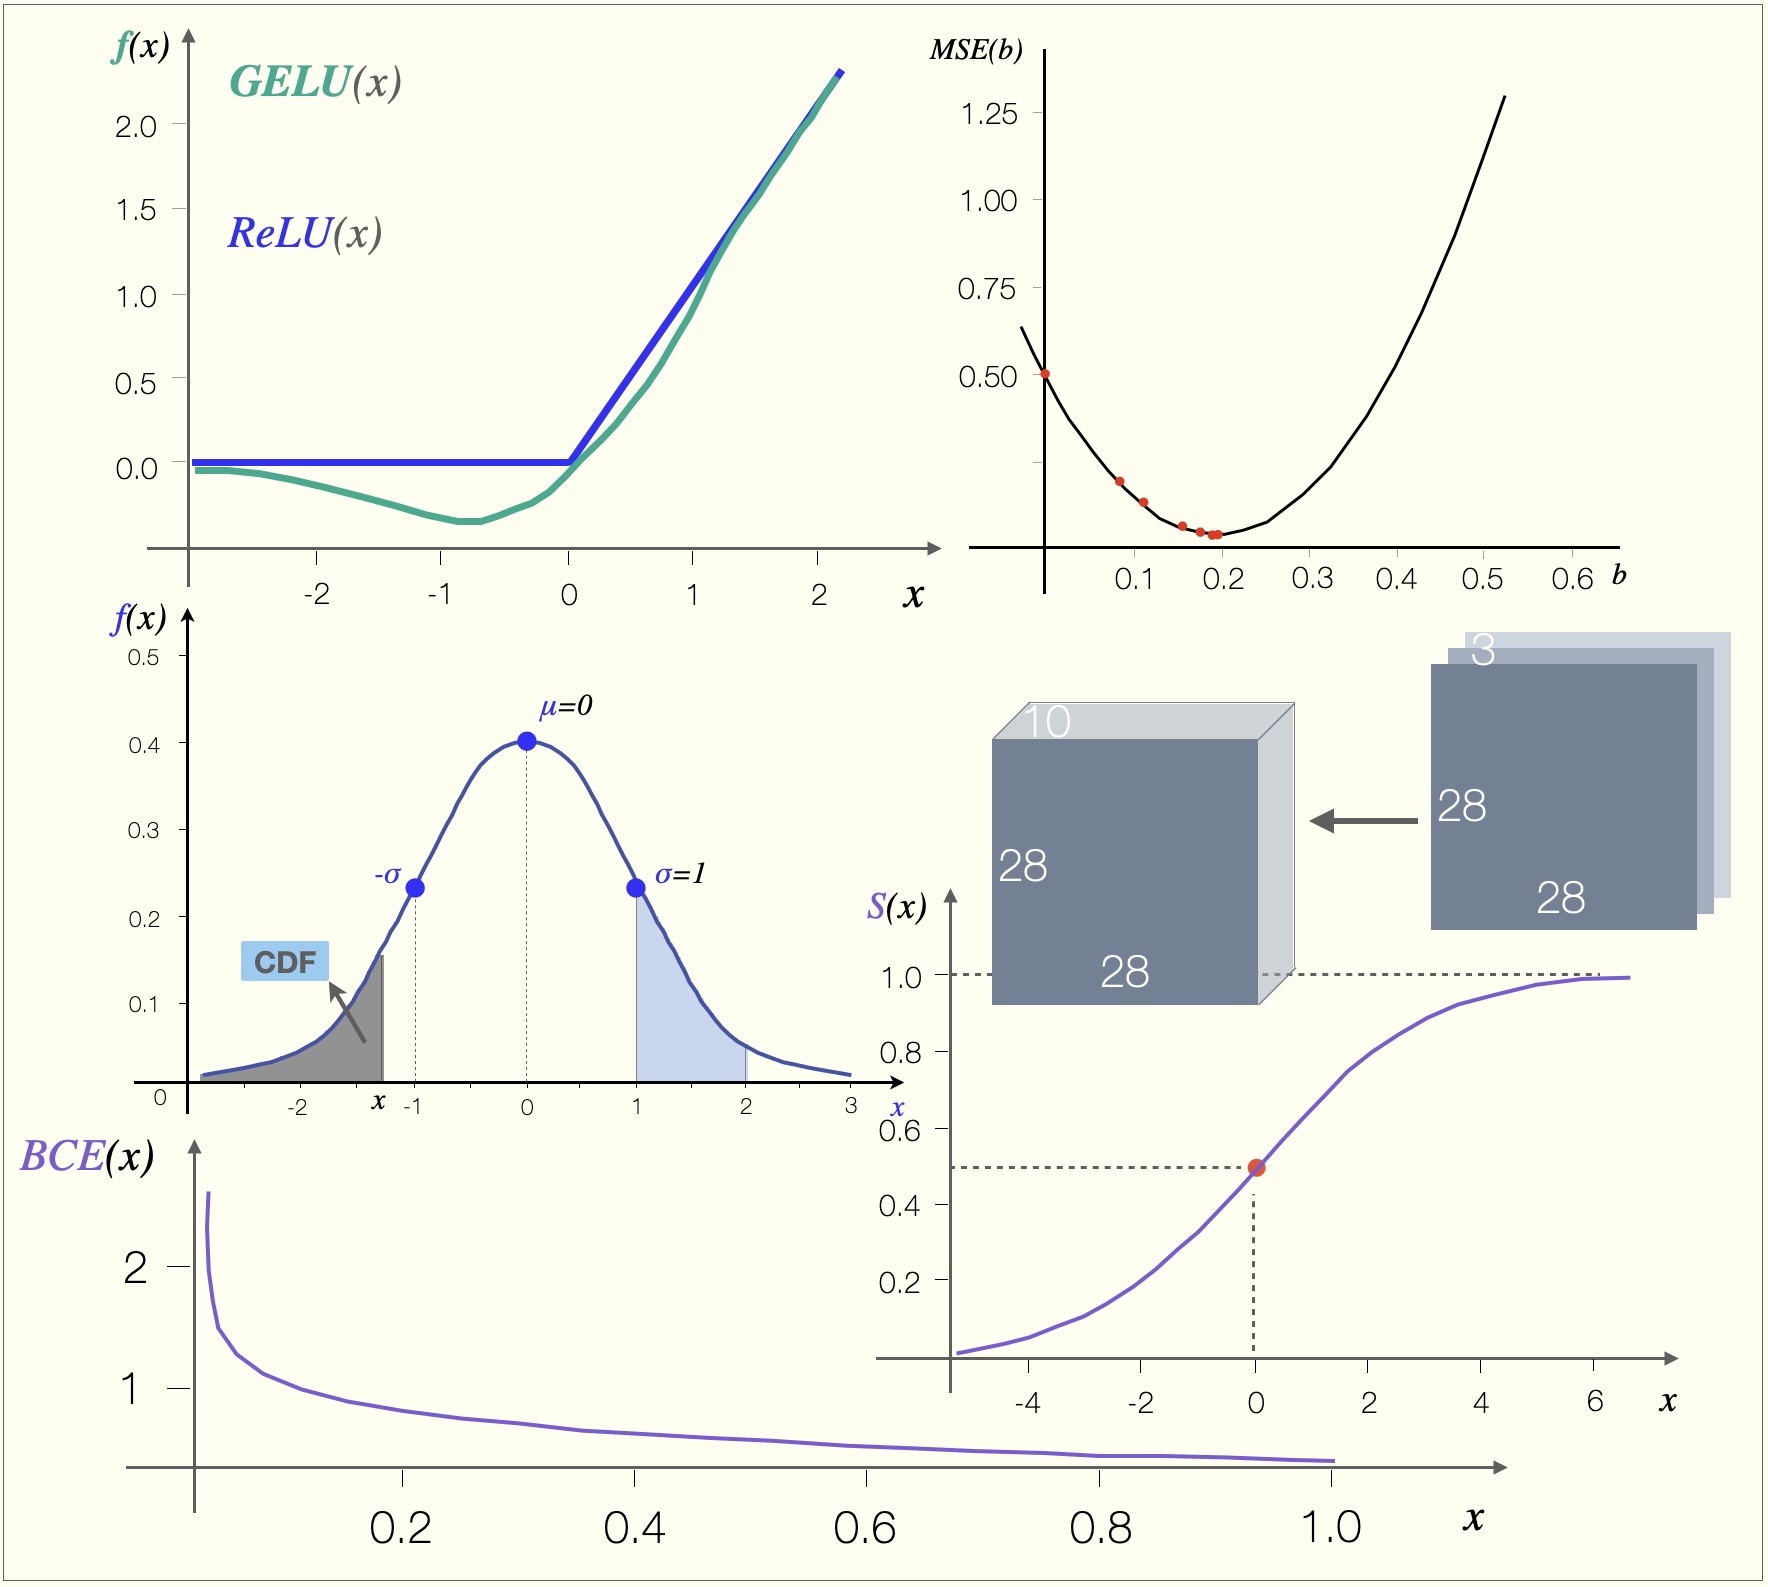 f(x)
GELU(x)
2.0
1.5
ReLU(x)
1.0
0.5
0.0
-2 -1 0 1 2 x
MSE(b)
1.25
1.00
0.75
0.50
0.1 0.2 0.3 0.4 0.5 0.6 b
f(x)
0.5
μ=0
0.4
0.3
-σ σ=1
0.2
CDF
0.1
0 -2 x -1 0 1 2 3 x
3
28
28
10
28
28
S(x)
1.0
0.8
0.6
0.4
0.2
-4 -2 0 2 4 6 x
BCE(x)
2
1
0.2 0.4 0.6 0.8 1.0 x